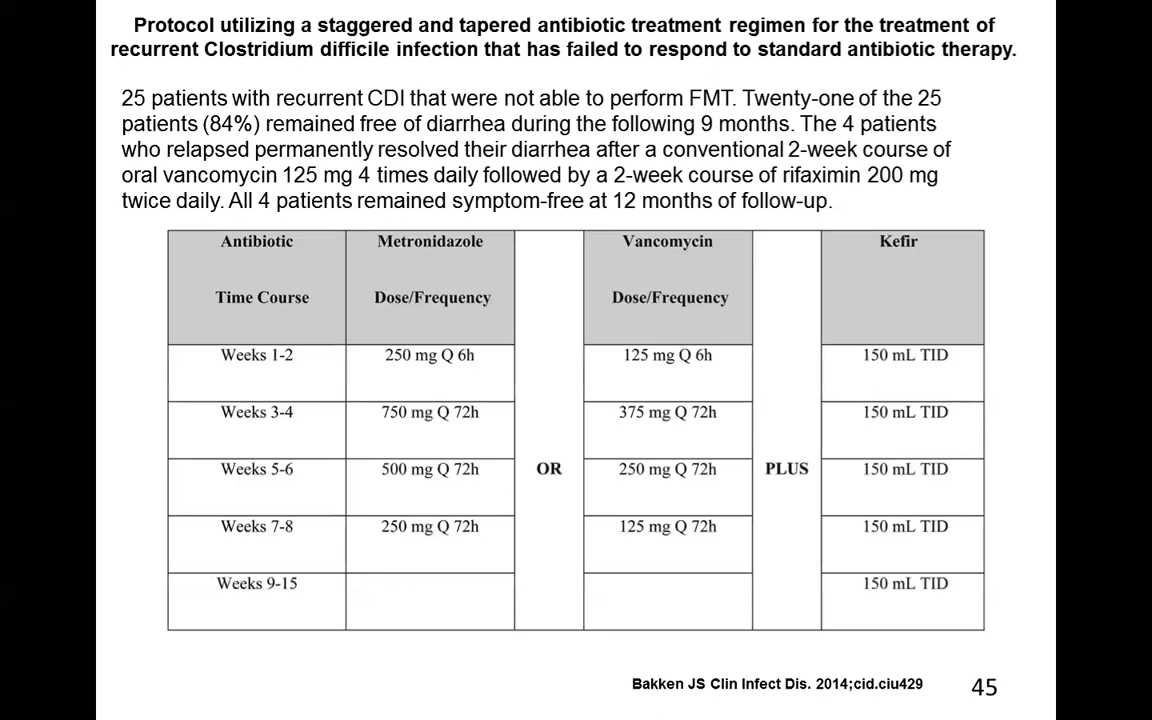 Protocol utilizing a staggered and tapered antibiotic treatment regimen for the treatment of
recurrent Clostridium difficile infection that has failed to respond to standard antibiotic therapy.
25 patients with recurrent CDI that were not able to perform FMT. Twenty-one of the 25
patients (84%) remained free of diarrhea during the following 9 months. The 4 patients
who relapsed permanently resolved their diarrhea after a conventional 2-week course of
oral vancomycin 125 mg 4 times daily followed by a 2-week course of rifaximin 200 mg
twice daily. All 4 patients remained symptom-free at 12 months of follow-up.
Antibiotic Metronidazole Vancomycin Kefir
Time Course Dose/Frequency Dose/Frequency
Weeks 1-2 250 mg Q 6h 125 mg Q 6h 150 mL TID
Weeks 3-4 750 mg Q 72h 375 mg Q 72h 150 mL TID
Weeks 5-6 500 mg Q 72h OR 250 mg Q 72h PLUS 150 mL TID
Weeks 7-8 250 mg Q 72h 125 mg Q 72h 150 mL TID
Weeks 9-15 150 mL TID
Bakken JS Clin Infect Dis. 2014;cid.ciu429 45